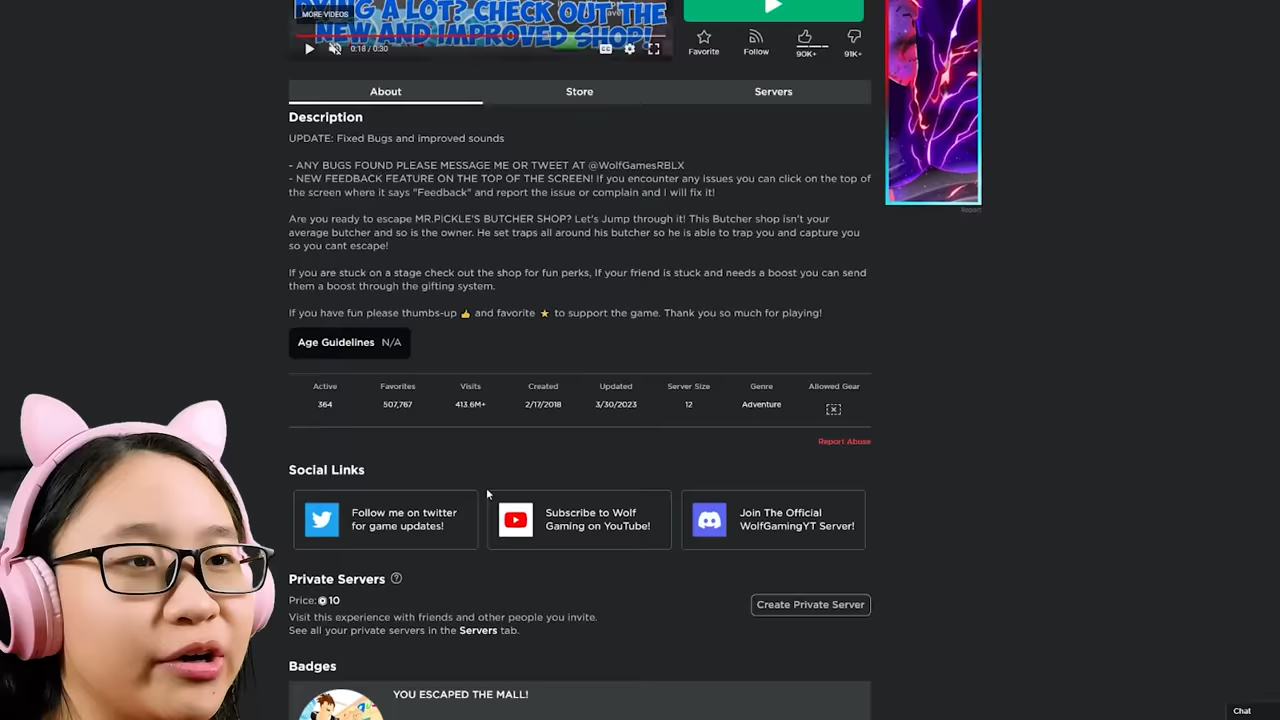 MORE VIDEOS
DYING A LOT? CHECK OUT THE
NEW AND IMPROVED SHOP!
0:18 / 0:30
CC
Favorite
Follow
90K+
91K+
About
Store
Servers
Report
Description
UPDATE: Fixed Bugs and improved sounds
- ANY BUGS FOUND PLEASE MESSAGE ME OR TWEET AT @WolfGamesRBLX
- NEW FEEDBACK FEATURE ON THE TOP OF THE SCREEN! If you encounter any issues you can click on the top of
the screen where it says "Feedback" and report the issue or complain and I will fix it!
Are you ready to escape MR.PICKLE'S BUTCHER SHOP? Let's Jump through it! This Butcher shop isn't your
average butcher and so is the owner. He set traps all around his butcher so he is able to trap you and capture you
so you cant escape!
If you are stuck on a stage check out the shop for fun perks, If your friend is stuck and needs a boost you can send
them a boost through the gifting system.
If you have fun please thumbs-up 👍 and favorite ⭐ to support the game. Thank you so much for playing!
Age Guidelines N/A
Active Favorites Visits Created Updated Server Size Genre Allowed Gear
364 507,767 413.6M+ 2/17/2018 3/30/2023 12 Adventure
Report Abuse
Social Links
Follow me on twitter
for game updates!
Subscribe to Wolf
Gaming on YouTube!
Join The Official
WolfGamingYT Server!
Private Servers
Price: 10
Create Private Server
Visit this experience with friends and other people you invite.
See all your private servers in the Servers tab.
Badges
YOU ESCAPED THE MALL!
Chat